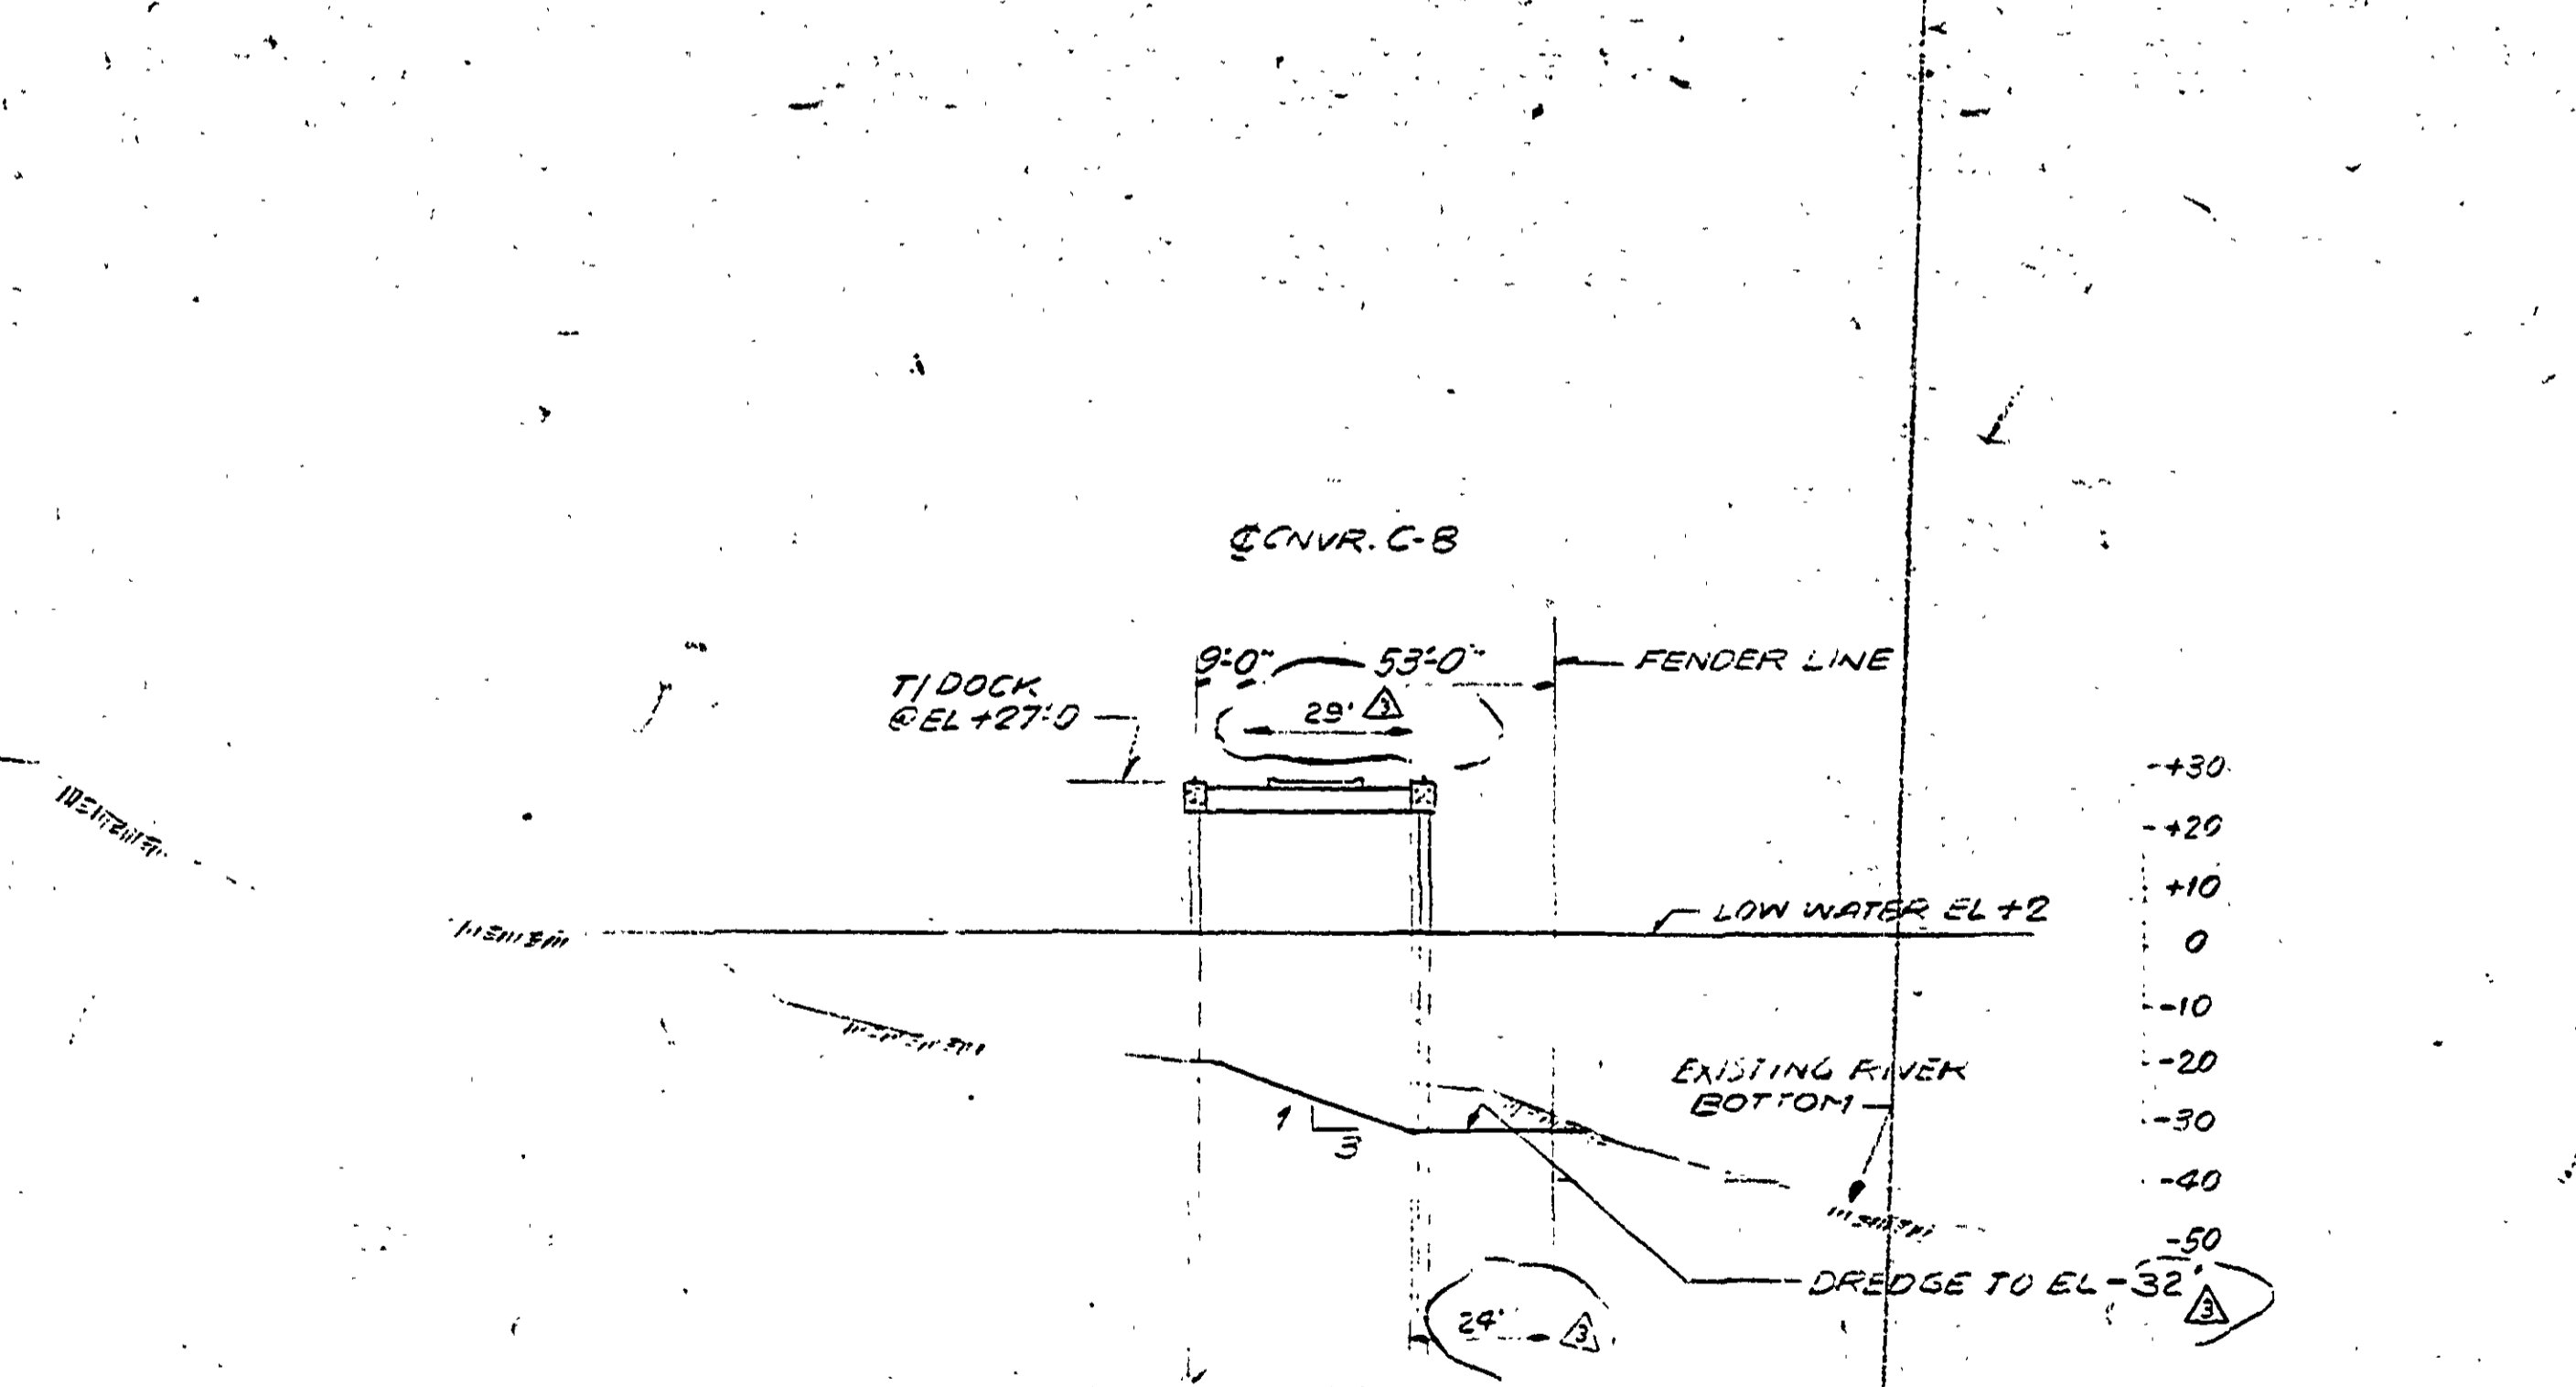 ℄ CNVR. C-8
9'-0" 53'-0"
FENDER LINE
T/DOCK
@EL +27'-0
29' 3
+30
+20
+10
0
-10
-20
-30
-40
-50
LOW WATER EL +2
EXISTING RIVER
BOTTOM
1
3
DREDGE TO EL -32' 3
24' 3